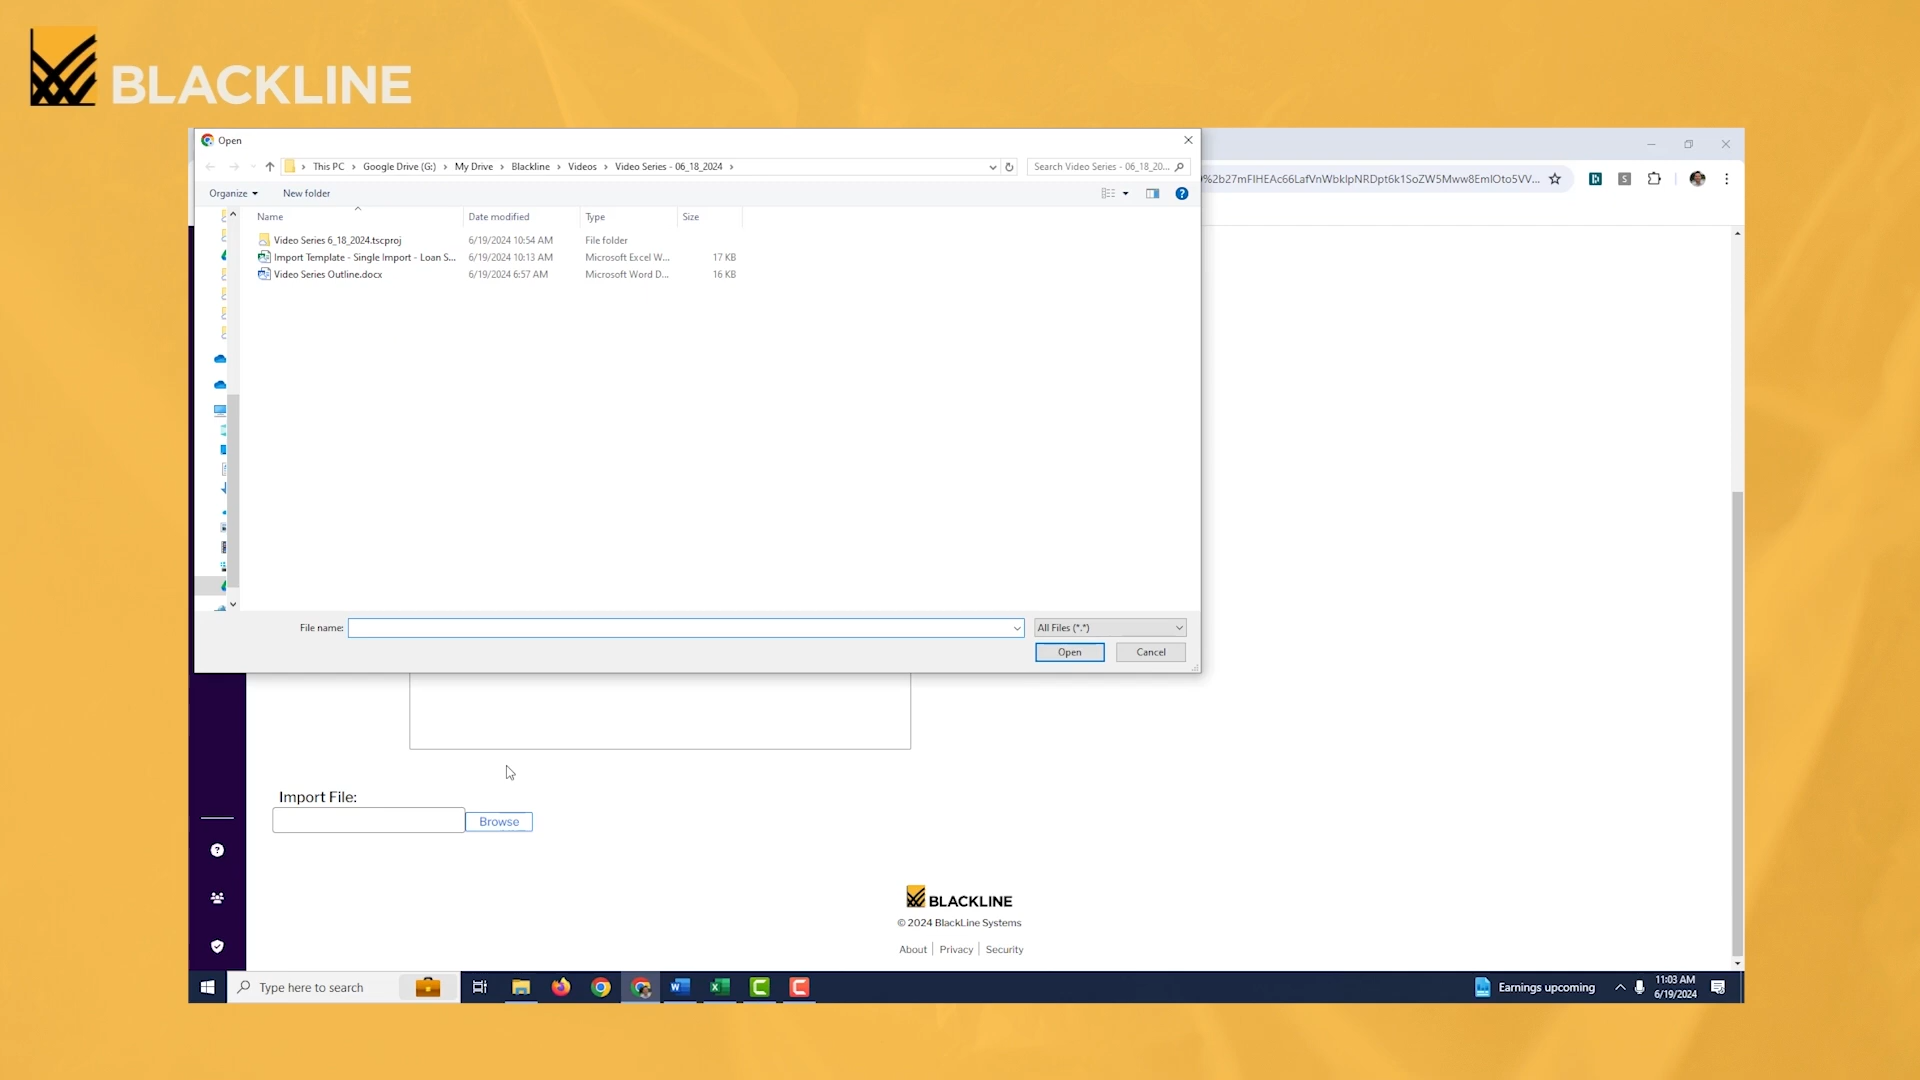 BLACKLINE
Open
This PC > Google Drive (G:) > My Drive > Blackline > Videos > Video Series - 06_18_2024 >
Search Video Series - 06_18_20...
Organize
New folder
Name Date modified Type Size
Video Series 6_18_2024.tscproj 6/19/2024 10:54 AM File folder
Import Template - Single Import - Loan S... 6/19/2024 10:13 AM Microsoft Excel W... 17 KB
Video Series Outline.docx 6/19/2024 6:57 AM Microsoft Word D... 16 KB
File name:
All Files (*.*)
Open
Cancel
Import File:
Browse
BLACKLINE
© 2024 BlackLine Systems
About | Privacy | Security
Type here to search
Earnings upcoming
11:03 AM
6/19/2024